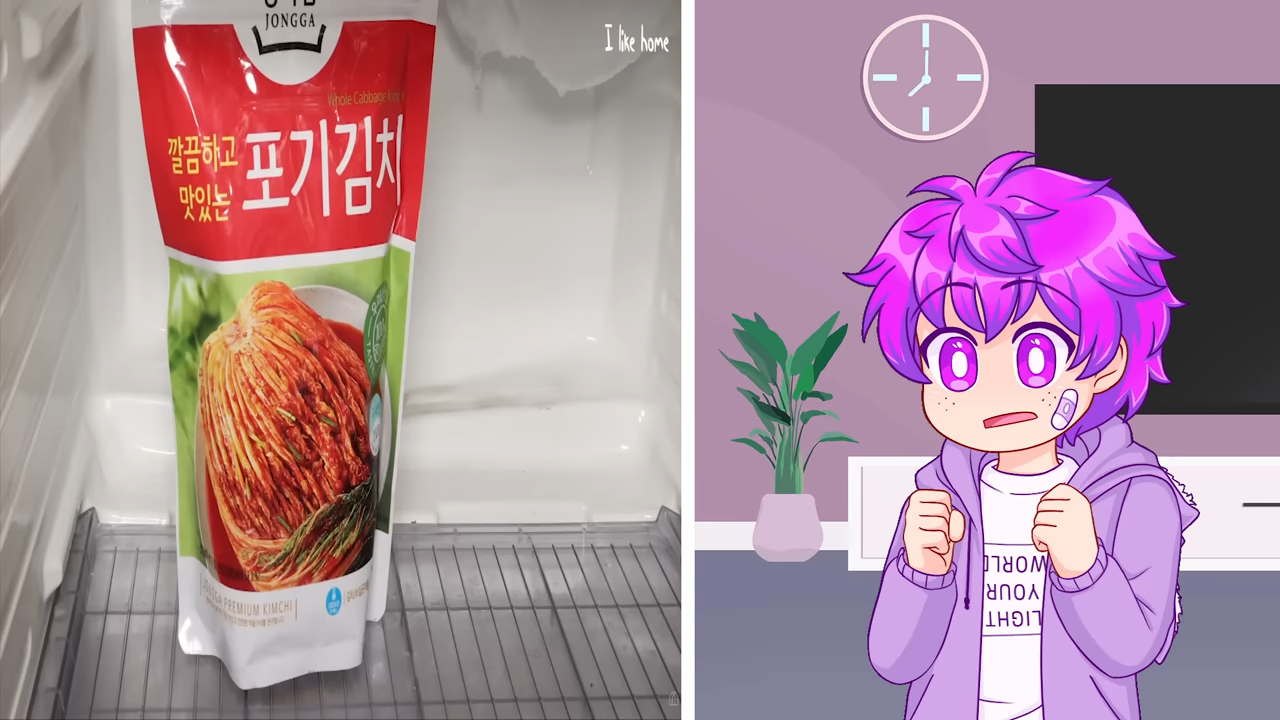 JONGGA
Whole Cabbage
깔끔하고
맛있는
포기김치
JONGGA PREMIUM KIMCHI
I like home
LIGHT
YOUR
WORLD